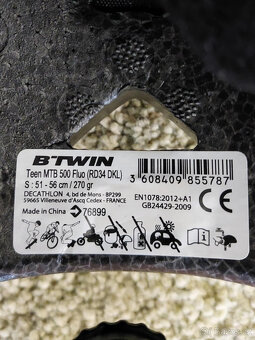 B'TWIN
Teen MTB 500 Fluo (RD34 DKL)
S : 51 - 56 cm / 270 gr
DECATHLON 4, bd de Mons - BP299
59665 Villeneuve d'Ascq Cedex - FRANCE
Made in China 76899
3 608409 855787
EN1078:2012+A1
GB24429-2009